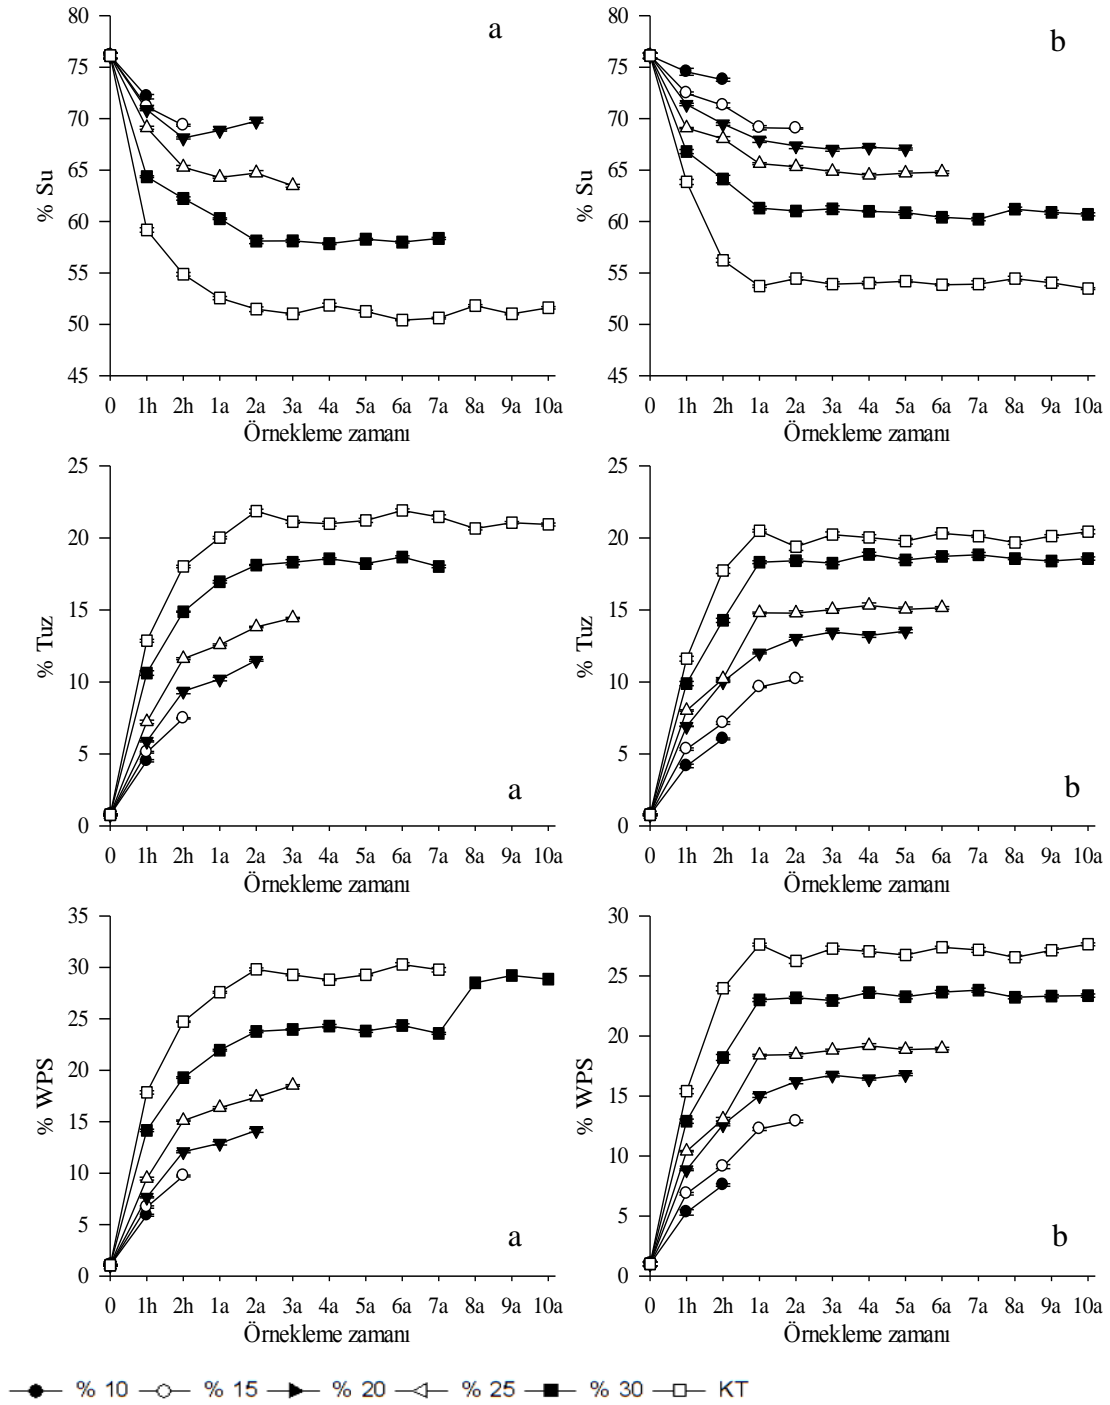 a
% Su
80
75
70
65
60
55
50
45
0 1h 2h 1a 2a 3a 4a 5a 6a 7a 8a 9a 10a
Örnekleme zamanı
b
% Su
80
75
70
65
60
55
50
45
0 1h 2h 1a 2a 3a 4a 5a 6a 7a 8a 9a 10a
Örnekleme zamanı
% Tuz
25
20
15
10
5
0
a
0 1h 2h 1a 2a 3a 4a 5a 6a 7a 8a 9a 10a
Örnekleme zamanı
% Tuz
25
20
15
10
5
0
b
0 1h 2h 1a 2a 3a 4a 5a 6a 7a 8a 9a 10a
Örnekleme zamanı
% WPS
35
30
25
20
15
10
5
0
a
0 1h 2h 1a 2a 3a 4a 5a 6a 7a 8a 9a 10a
Örnekleme zamanı
% WPS
30
25
20
15
10
5
0
b
0 1h 2h 1a 2a 3a 4a 5a 6a 7a 8a 9a 10a
Örnekleme zamanı
% 10 % 15 % 20 % 25 % 30 KT